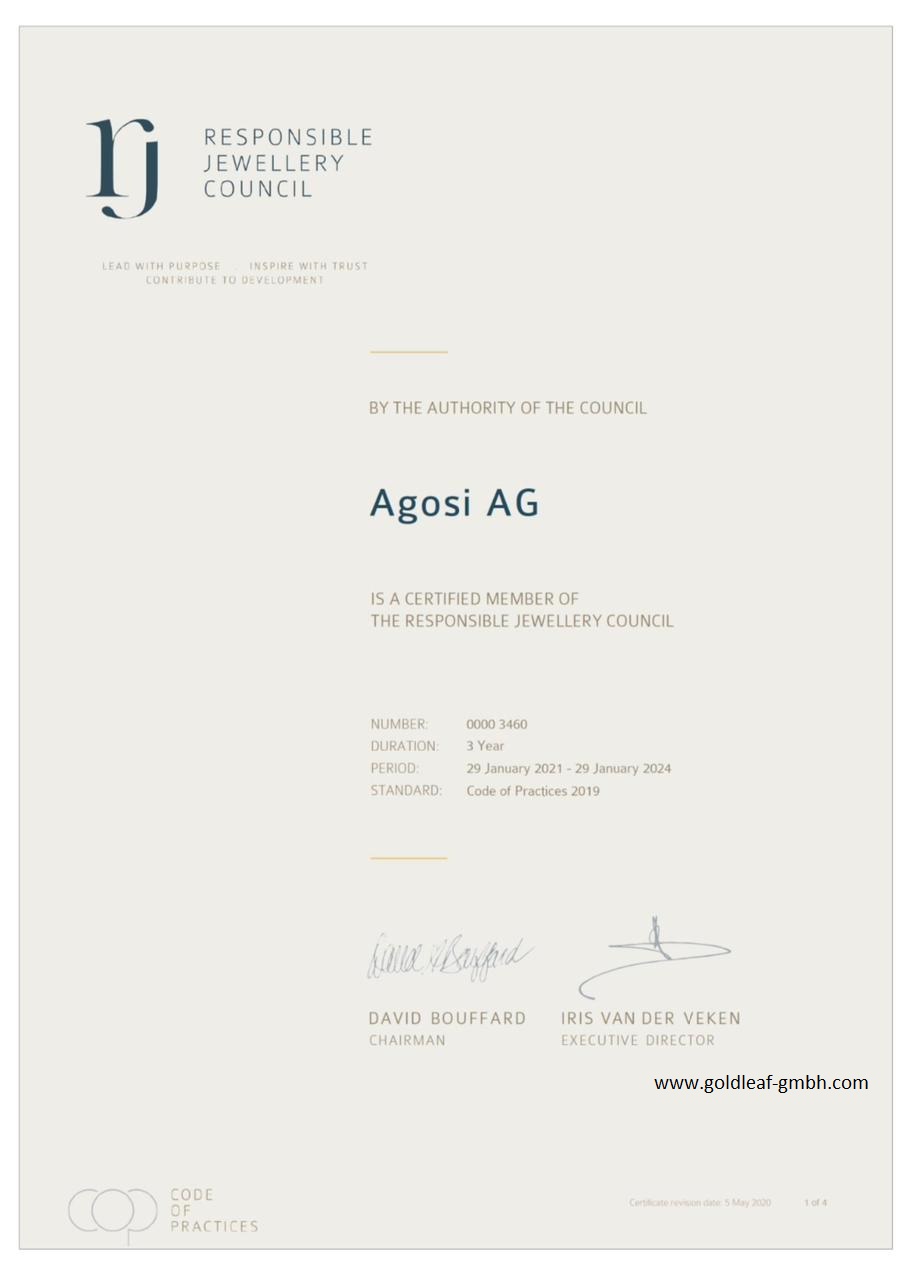 rj
RESPONSIBLE
JEWELLERY
COUNCIL
LEAD WITH PURPOSE . INSPIRE WITH TRUST
CONTRIBUTE TO DEVELOPMENT
BY THE AUTHORITY OF THE COUNCIL
Agosi AG
IS A CERTIFIED MEMBER OF
THE RESPONSIBLE JEWELLERY COUNCIL
NUMBER: 0000 3460
DURATION: 3 Year
PERIOD: 29 January 2021 - 29 January 2024
STANDARD: Code of Practices 2019
David Bouffard
DAVID BOUFFARD IRIS VAN DER VEKEN
CHAIRMAN EXECUTIVE DIRECTOR
www.goldleaf-gmbh.com
CODE
OF
PRACTICES
Certificate revision date: 5 May 2020 1 of 4